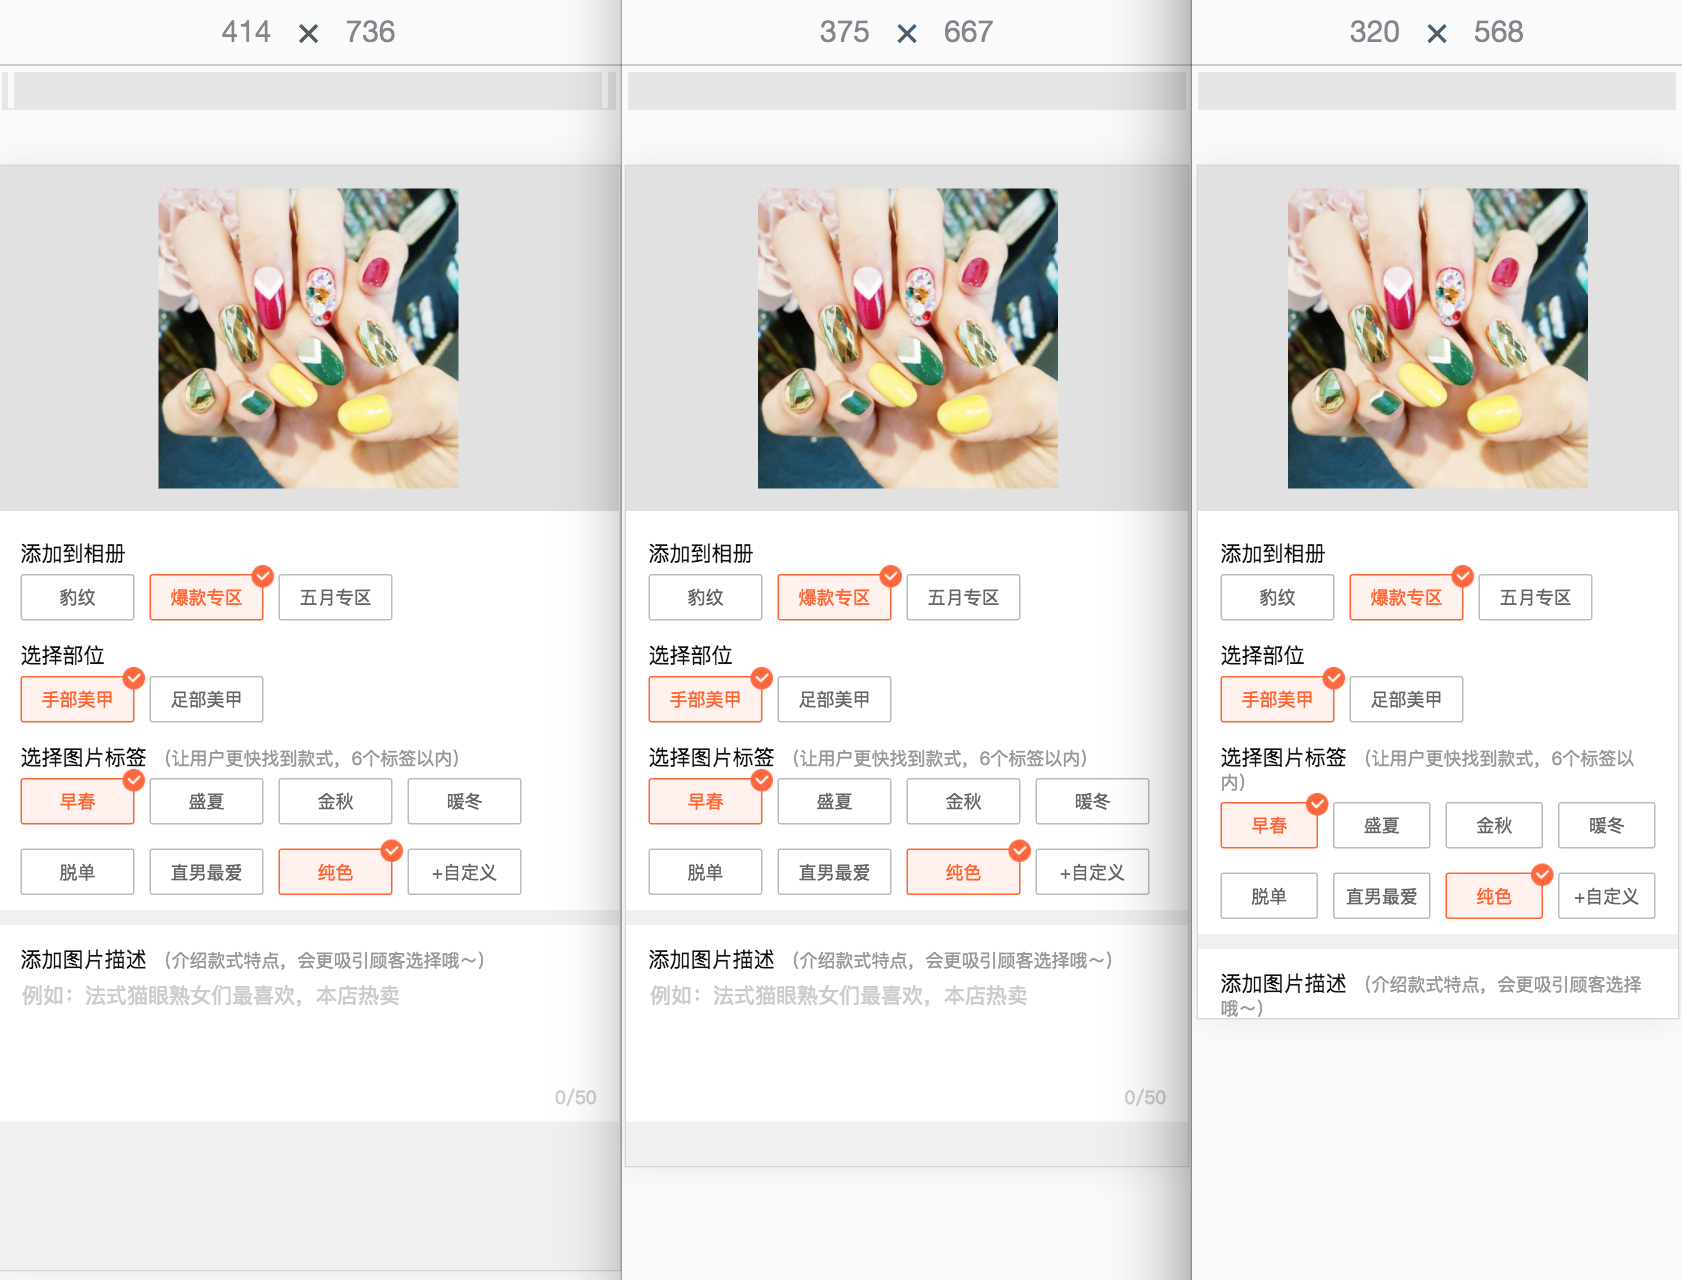 414 × 736
添加到相册
豹纹 爆款专区 五月专区
选择部位
手部美甲 足部美甲
选择图片标签 （让用户更快找到款式，6个标签以内）
早春 盛夏 金秋 暖冬
脱单 直男最爱 纯色 +自定义
添加图片描述 （介绍款式特点，会更吸引顾客选择哦～）
例如：法式猫眼熟女们最喜欢，本店热卖
0/50
375 × 667
添加到相册
豹纹 爆款专区 五月专区
选择部位
手部美甲 足部美甲
选择图片标签 （让用户更快找到款式，6个标签以内）
早春 盛夏 金秋 暖冬
脱单 直男最爱 纯色 +自定义
添加图片描述 （介绍款式特点，会更吸引顾客选择哦～）
例如：法式猫眼熟女们最喜欢，本店热卖
0/50
320 × 568
添加到相册
豹纹 爆款专区 五月专区
选择部位
手部美甲 足部美甲
选择图片标签 （让用户更快找到款式，6个标签以
内）
早春 盛夏 金秋 暖冬
脱单 直男最爱 纯色 +自定义
添加图片描述 （介绍款式特点，会更吸引顾客选择
哦～）